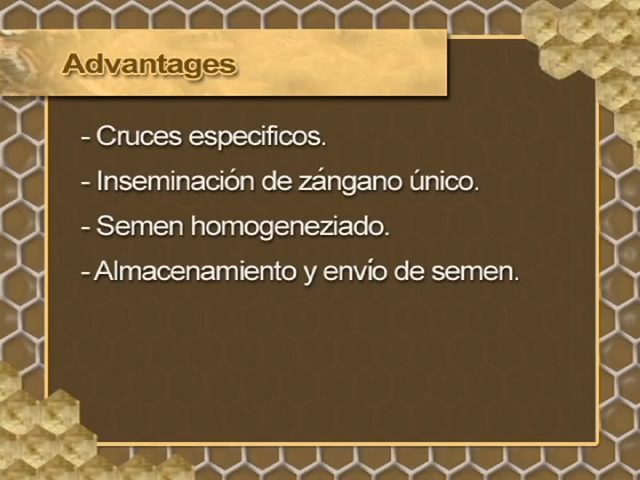 Advantages
- Cruces especificos.
- Inseminación de zángano único.
- Semen homogeneziado.
- Almacenamiento y envío de semen.